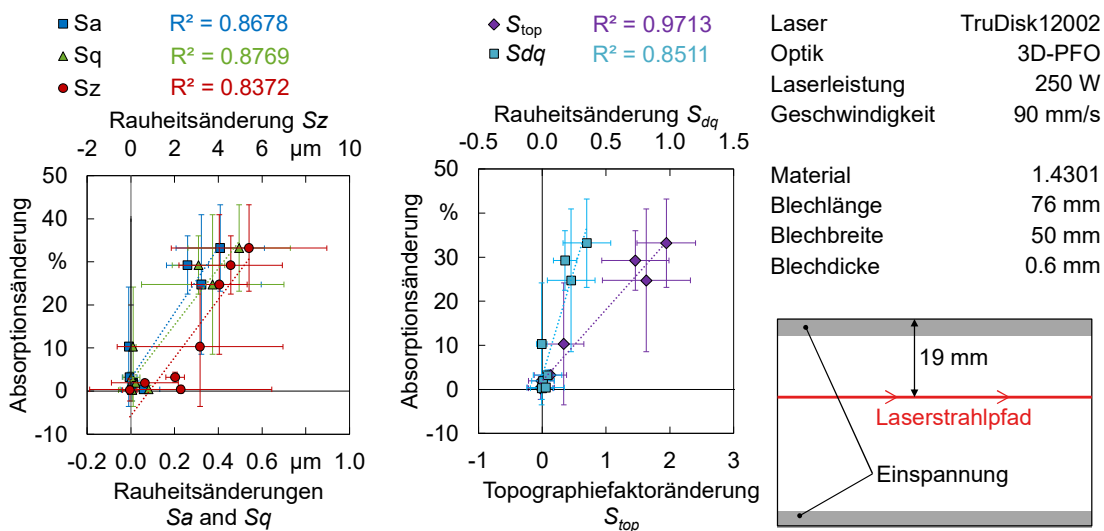 Sa R² = 0.8678
Sq R² = 0.8769
Sz R² = 0.8372
Rauheitsänderung Sz
-2 0 2 4 6 µm 10
50
40
%
20
10
0
-10
Absorptionsänderung
-0.2 0.0 0.2 0.4 0.6 µm 1.0
Rauheitsänderungen
Sa and Sq
Stop R² = 0.9713
Sdq R² = 0.8511
Rauheitsänderung Sdq
-0.5 0.0 0.5 1.0 1.5
50
%
30
20
10
0
-10
Absorptionsänderung
-1 0 1 2 3
Topographiefaktoränderung
Stop
Laser TruDisk12002
Optik 3D-PFO
Laserleistung 250 W
Geschwindigkeit 90 mm/s
Material 1.4301
Blechlänge 76 mm
Blechbreite 50 mm
Blechdicke 0.6 mm
19 mm
Laserstrahlpfad
Einspannung